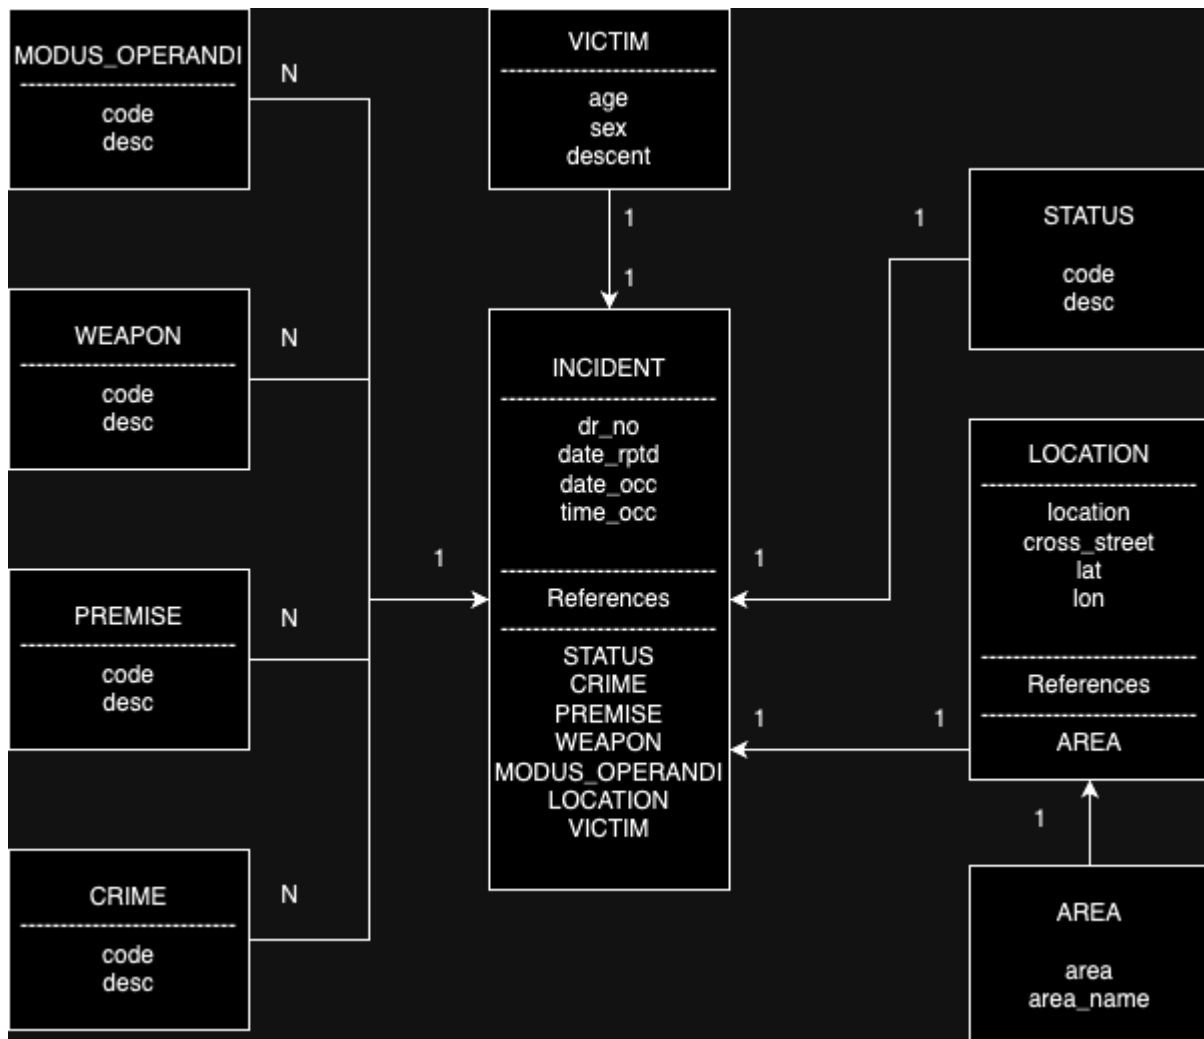 MODUS_OPERANDI
code
desc
N
VICTIM
age
sex
descent
1
1
STATUS
code
desc
1
WEAPON
code
desc
N
INCIDENT
dr_no
date_rptd
date_occ
time_occ
References
STATUS
CRIME
PREMISE
WEAPON
MODUS_OPERANDI
LOCATION
VICTIM
1
1
1
LOCATION
location
cross_street
lat
lon
References
AREA
1
1
PREMISE
code
desc
N
CRIME
code
desc
N
AREA
area
area_name